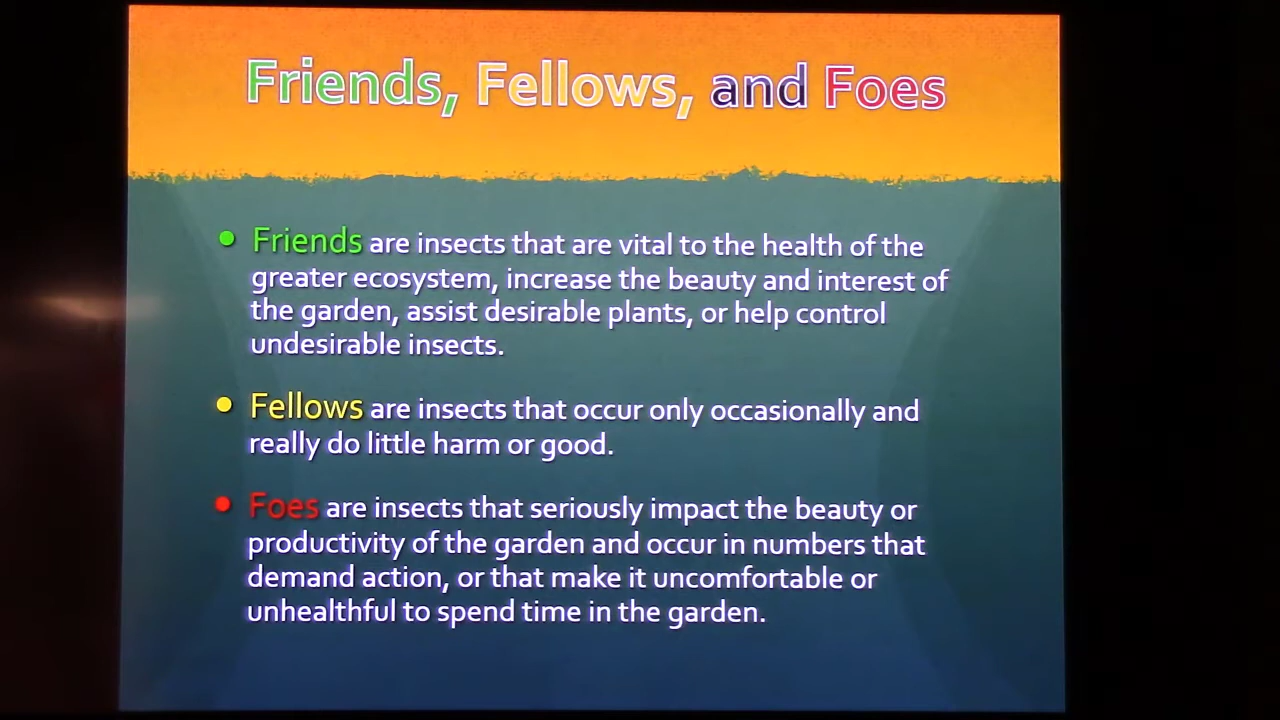 Friends, Fellows, and Foes
• Friends are insects that are vital to the health of the
greater ecosystem, increase the beauty and interest of
the garden, assist desirable plants, or help control
undesirable insects.
• Fellows are insects that occur only occasionally and
really do little harm or good.
• Foes are insects that seriously impact the beauty or
productivity of the garden and occur in numbers that
demand action, or that make it uncomfortable or
unhealthful to spend time in the garden.